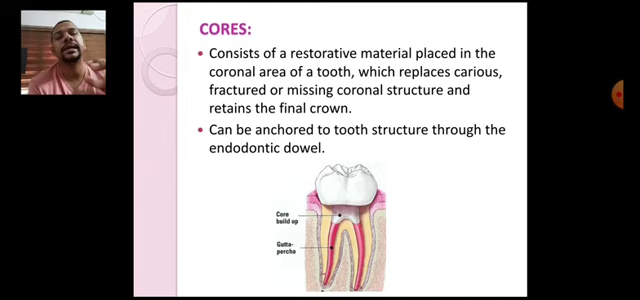 CORES:
• Consists of a restorative material placed in the
coronal area of a tooth, which replaces carious,
fractured or missing coronal structure and
retains the final crown.
• Can be anchored to tooth structure through the
endodontic dowel.
Core
build up
Gutta-
percha